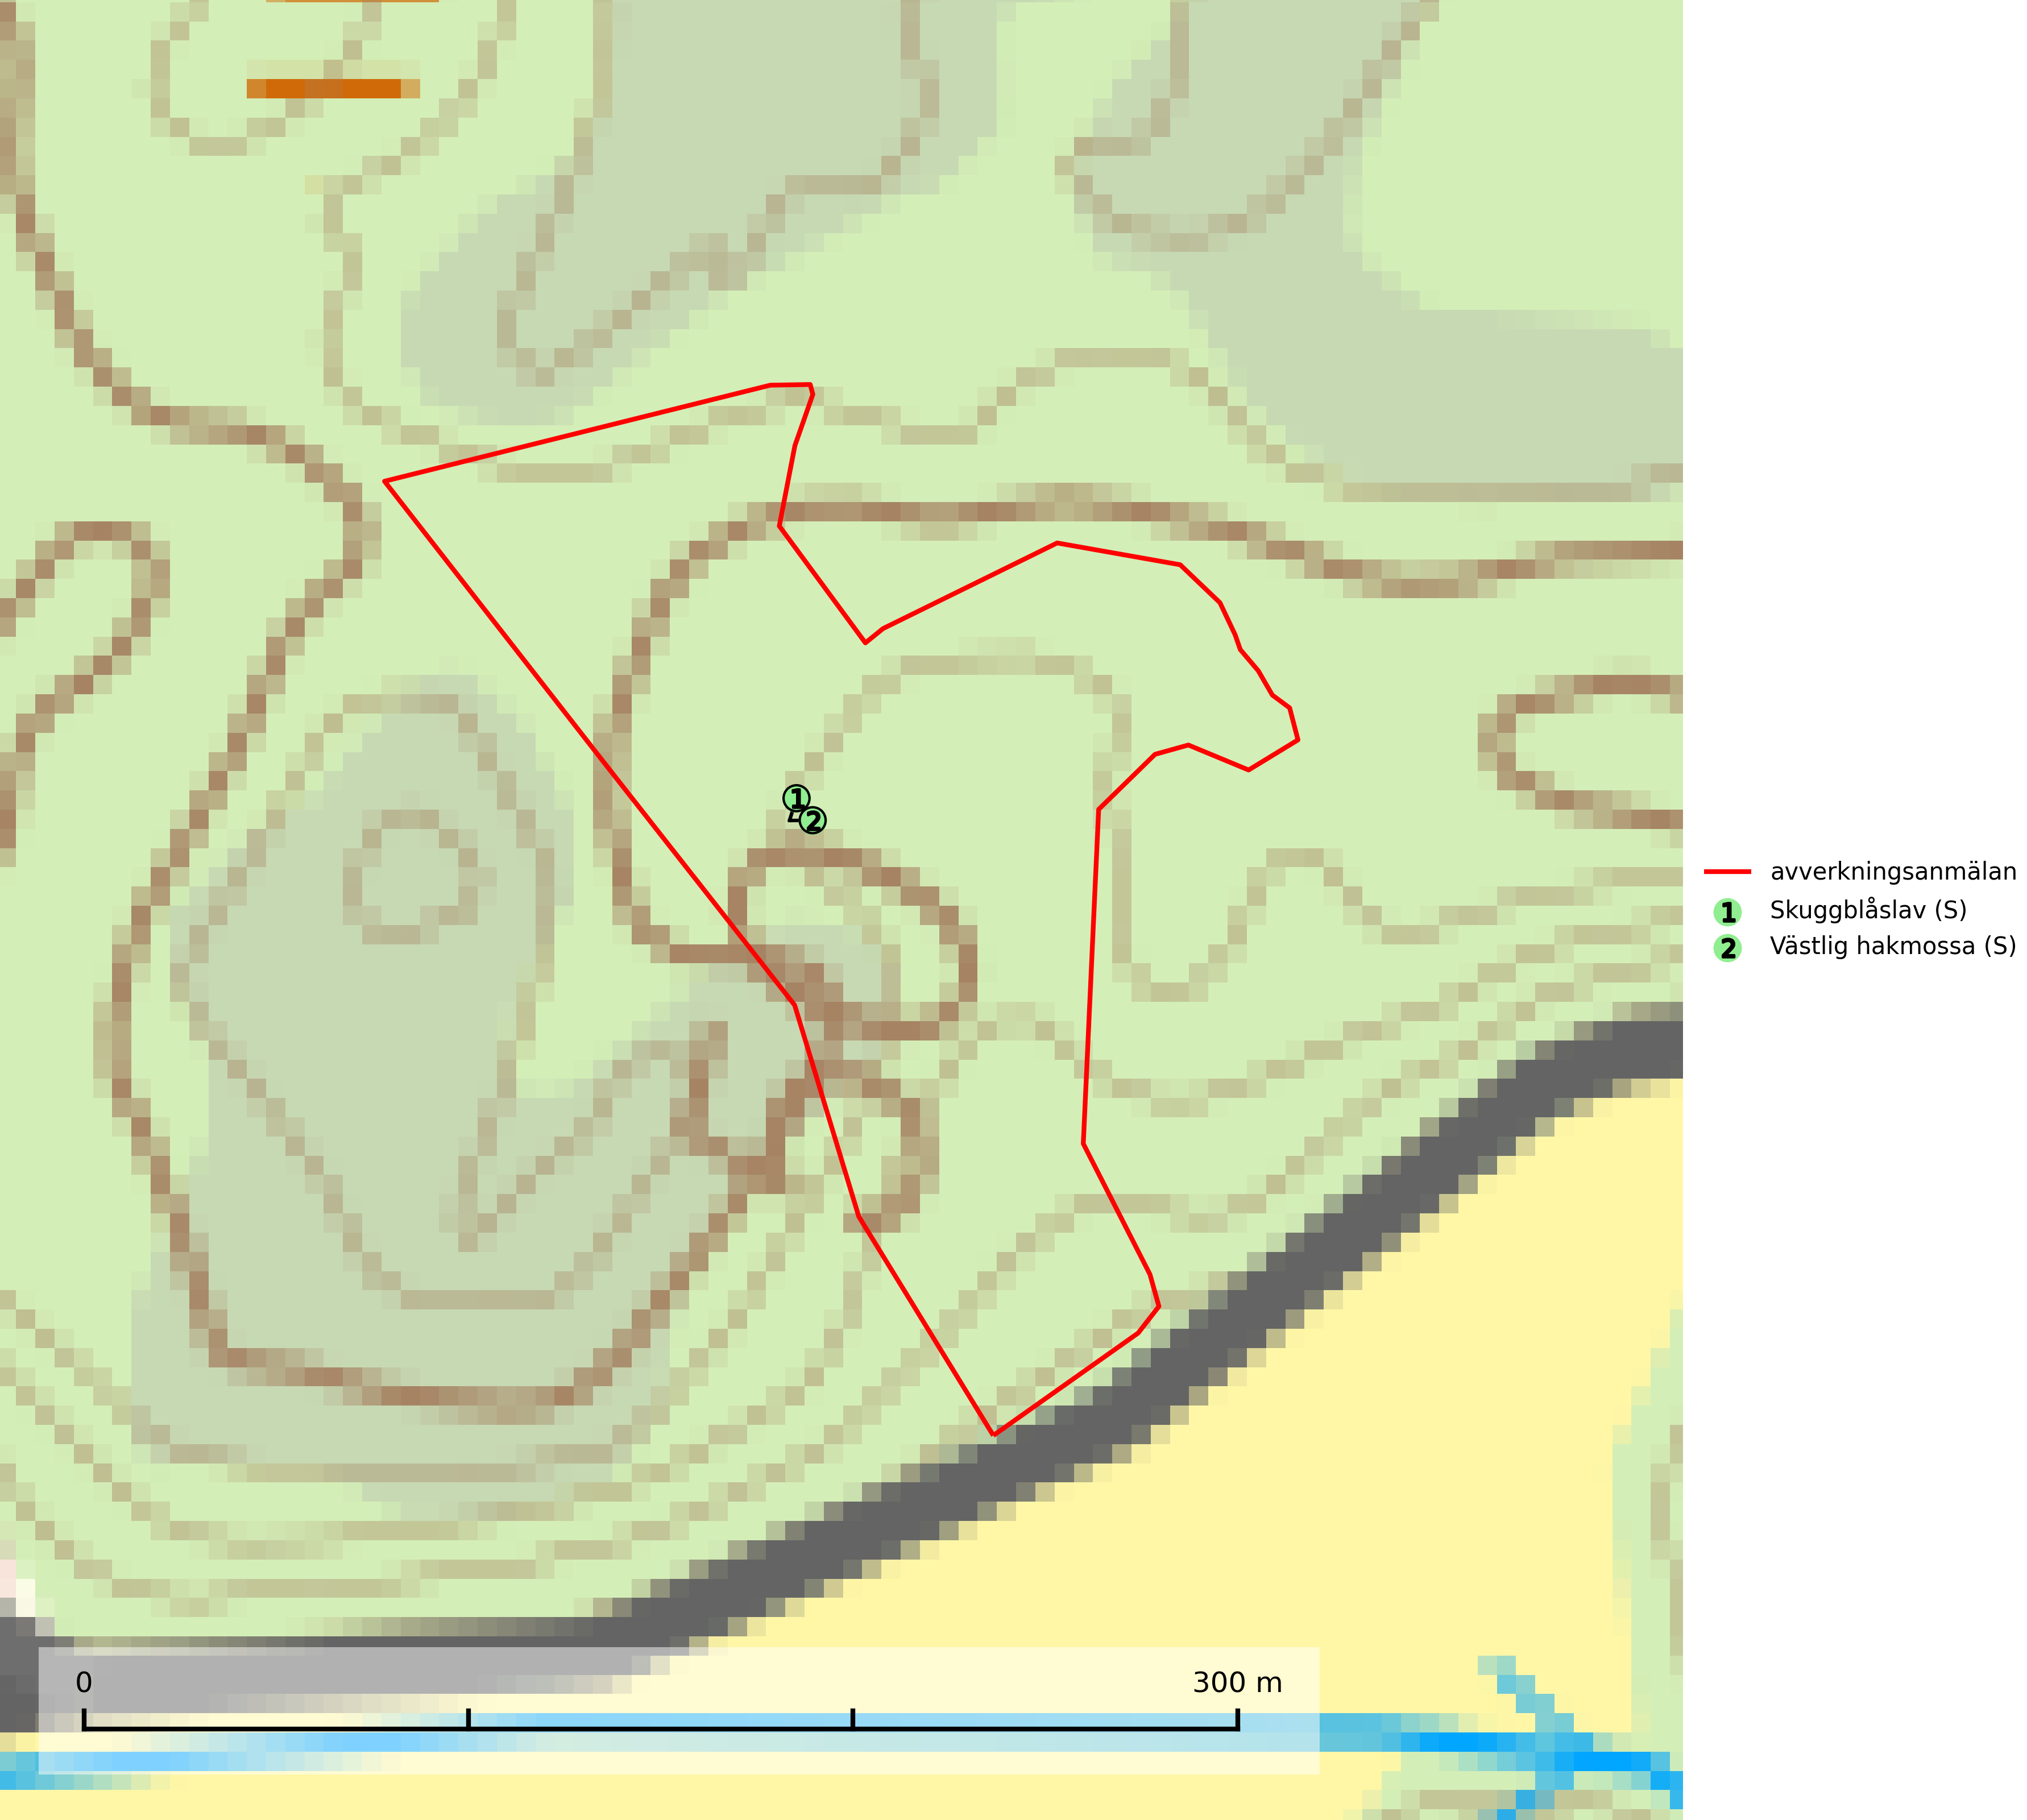 1
2
avverkningsanmälan
1 Skuggblåslav (S)
2 Västlig hakmossa (S)
0 300 m